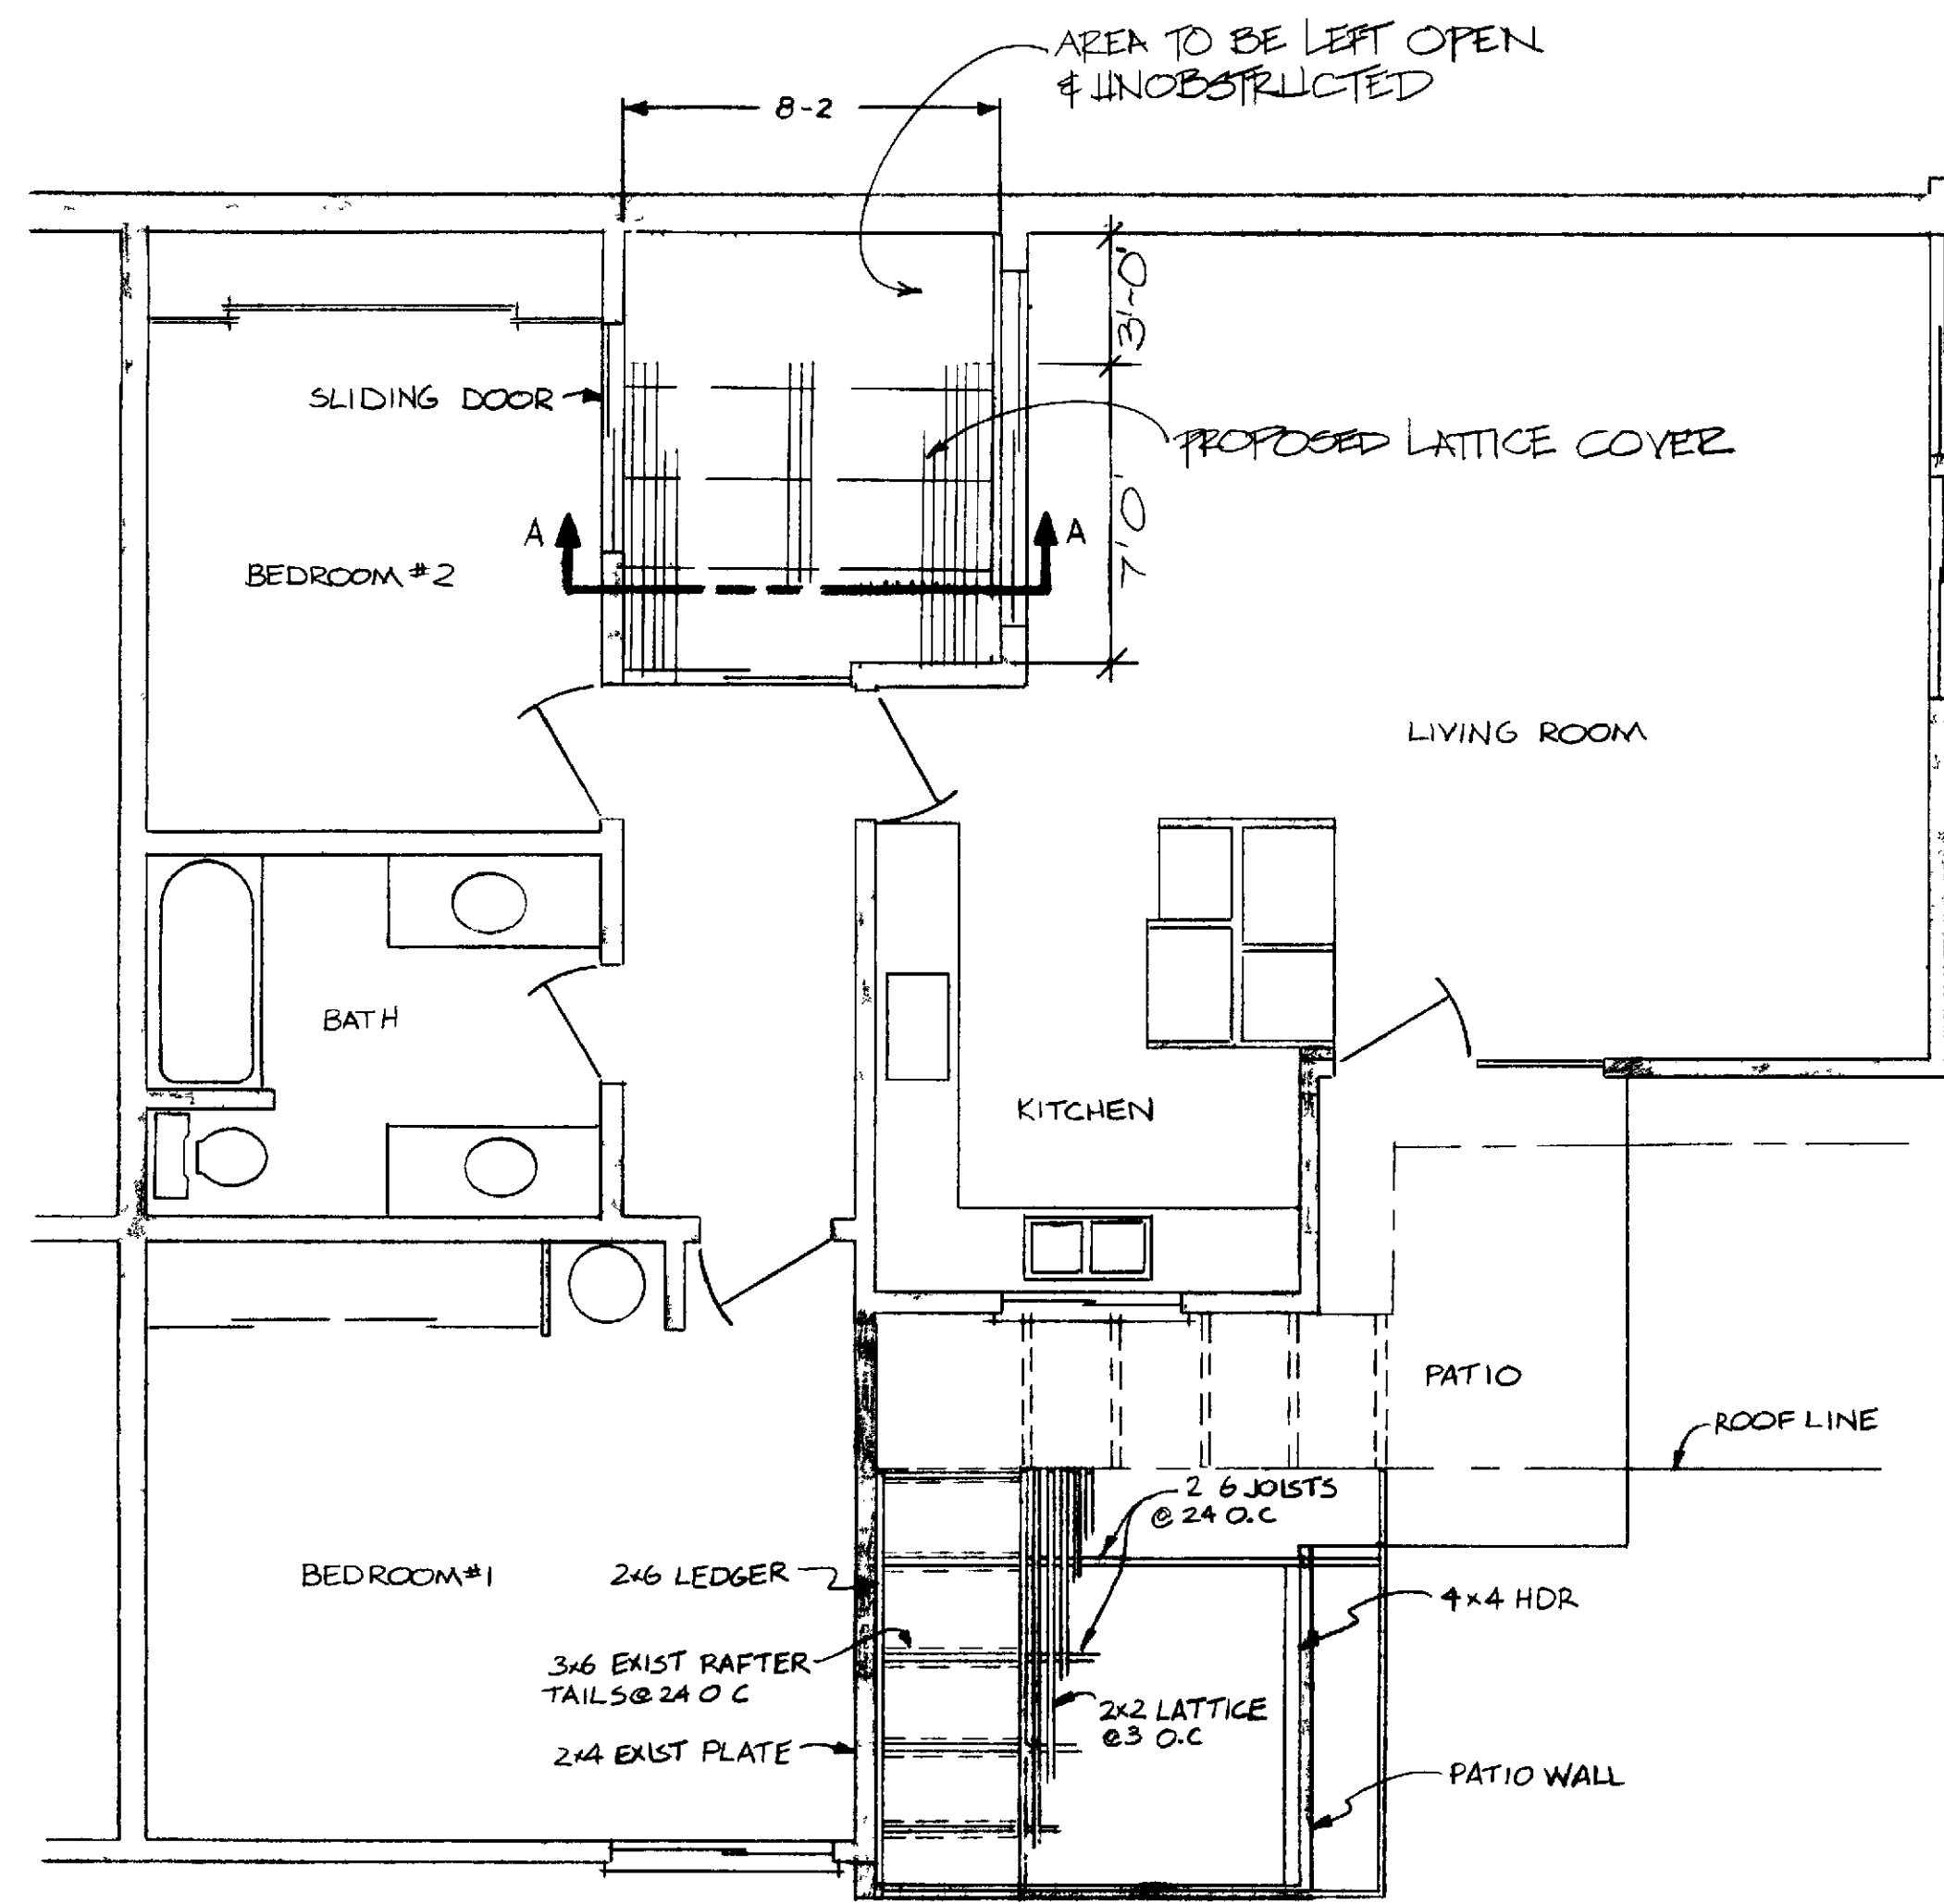 AREA TO BE LEFT OPEN
& UNOBSTRUCTED
8-2
3'-0'
SLIDING DOOR
PROPOSED LATTICE COVER
A
A
7'0'
BEDROOM #2
LIVING ROOM
BATH
KITCHEN
PATIO
ROOF LINE
2 6 JOISTS
@ 24 O.C
BEDROOM #1
2x6 LEDGER
4x4 HDR
3x6 EXIST RAFTER
TAILS @ 24 O C
2x2 LATTICE
@3 O.C
2x4 EXIST PLATE
PATIO WALL